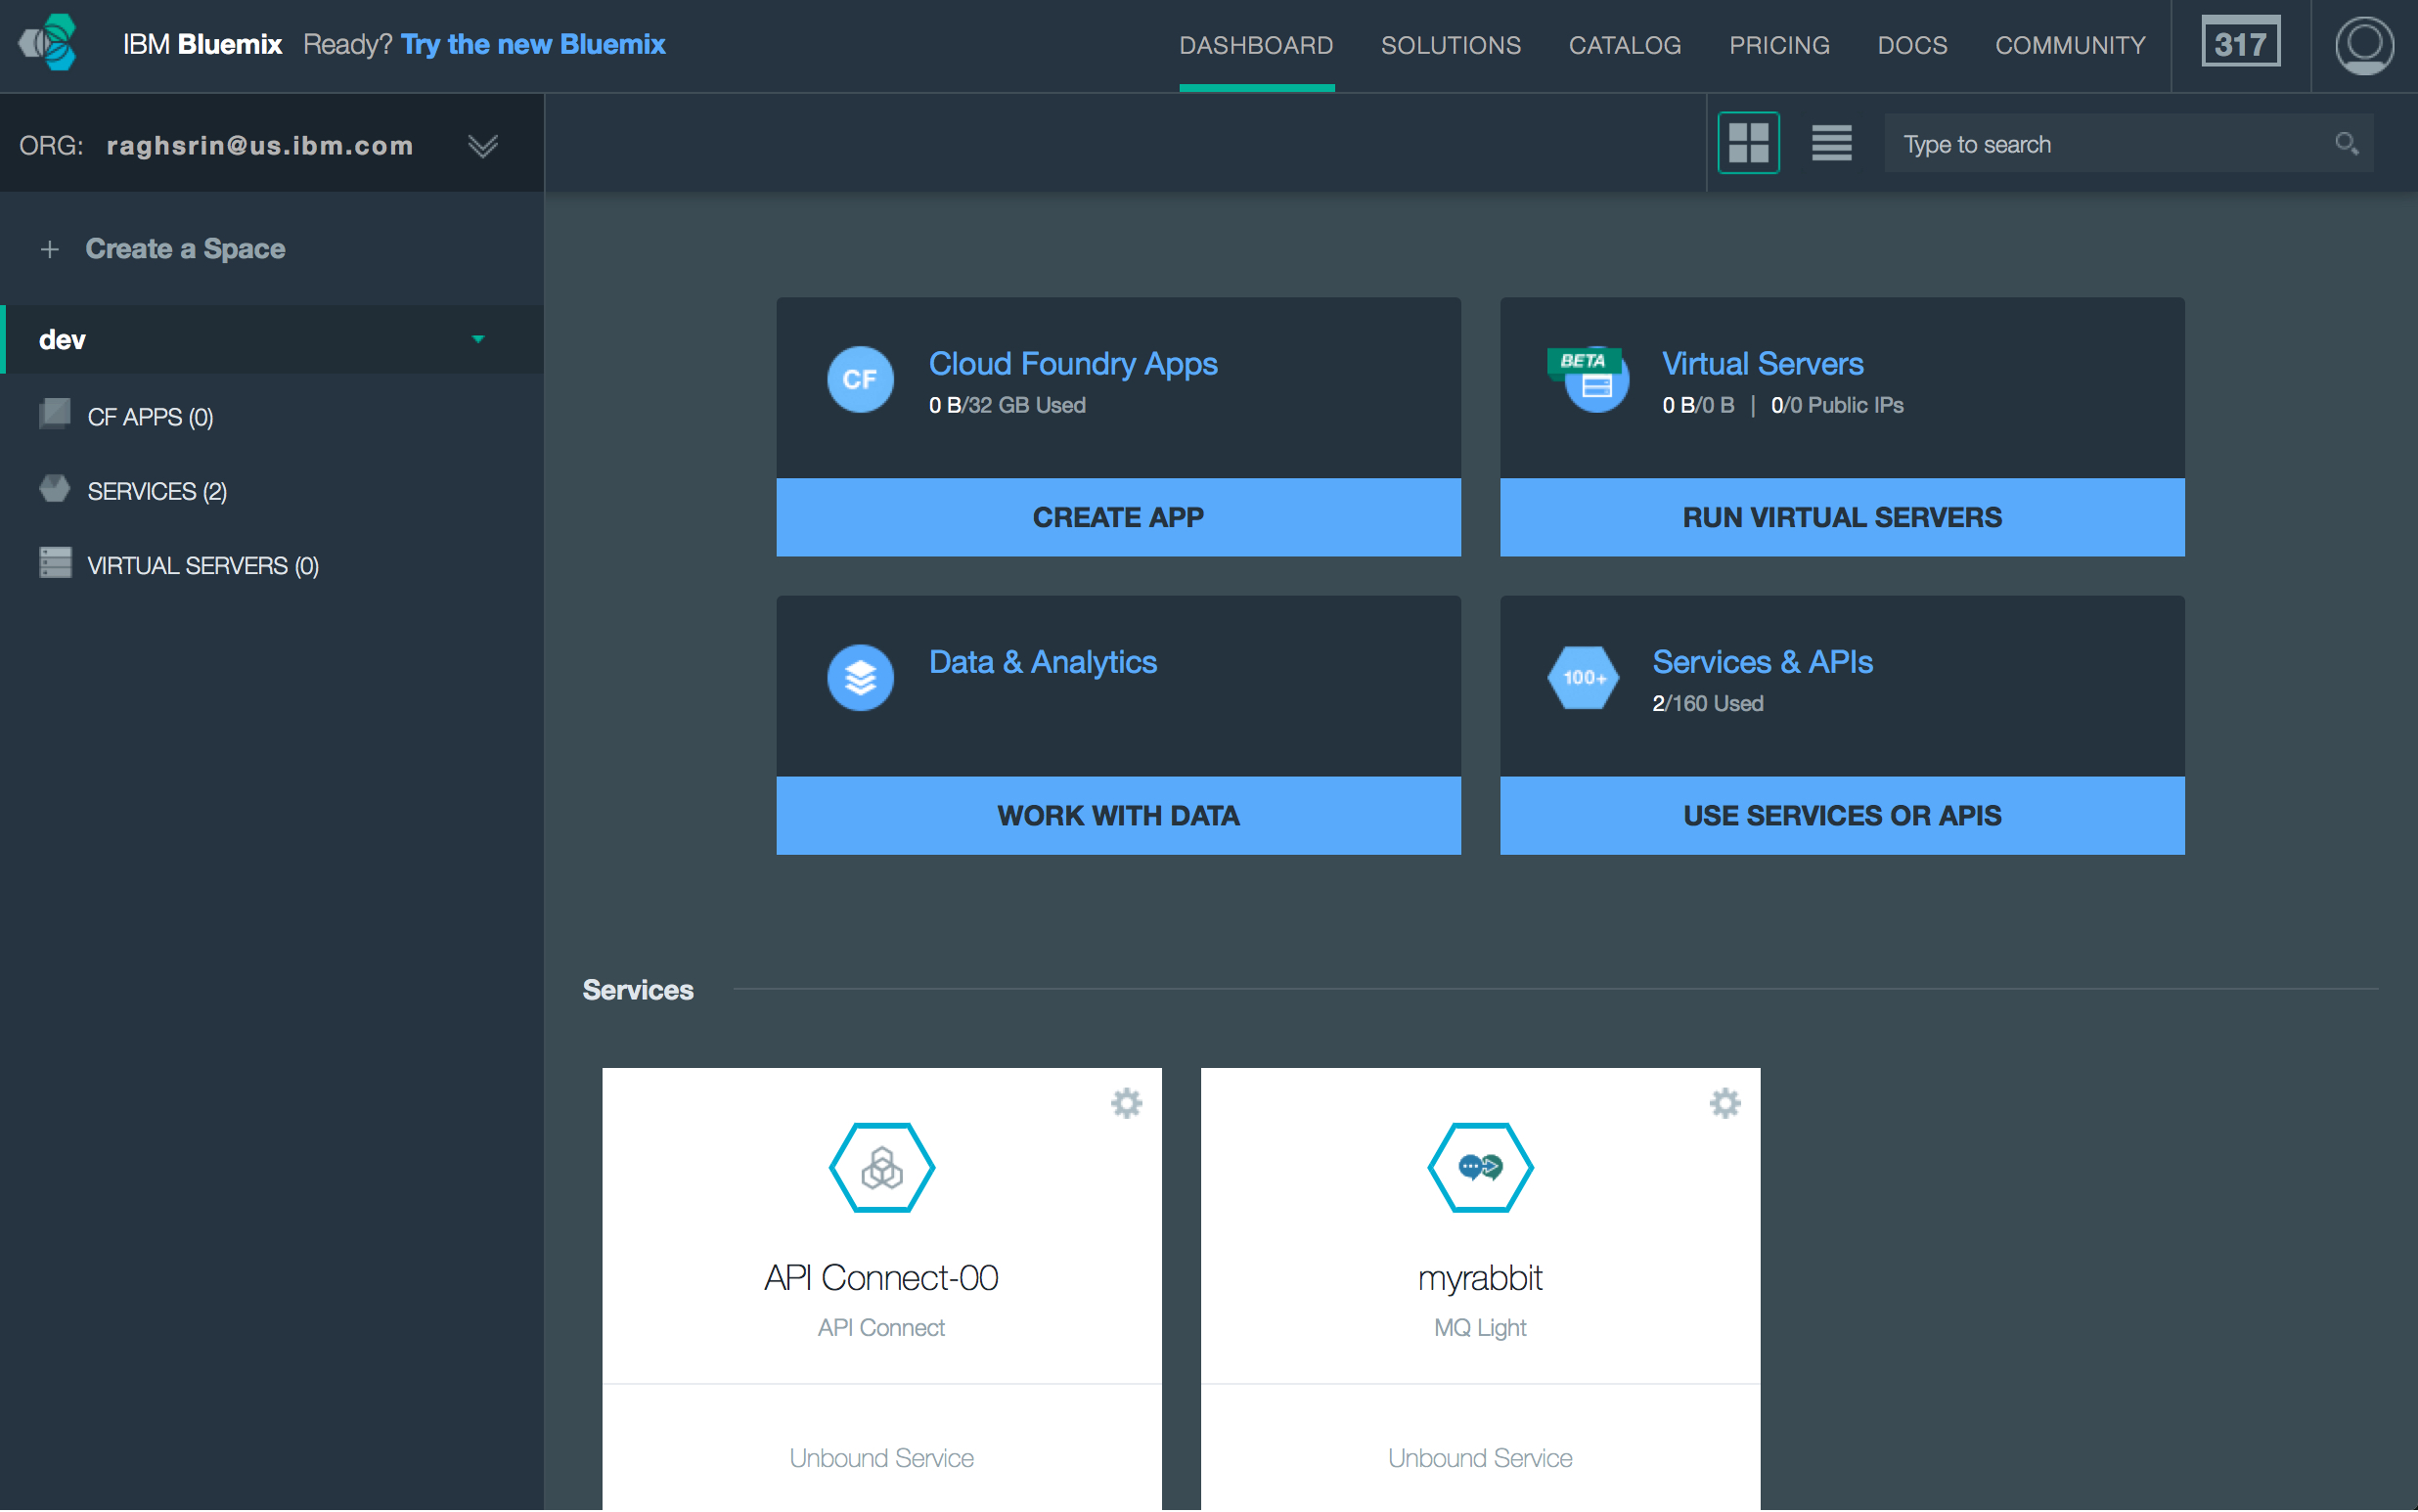 IBM Bluemix Ready? Try the new Bluemix
DASHBOARD SOLUTIONS CATALOG PRICING DOCS COMMUNITY 317
ORG: raghsrin@us.ibm.com
Type to search
+ Create a Space
dev
CF APPS (0)
SERVICES (2)
VIRTUAL SERVERS (0)
CF
Cloud Foundry Apps
0 B/32 GB Used
CREATE APP
BETA
Virtual Servers
0 B/0 B | 0/0 Public IPs
RUN VIRTUAL SERVERS
Data & Analytics
WORK WITH DATA
100+
Services & APIs
2/160 Used
USE SERVICES OR APIS
Services
API Connect-00
API Connect
Unbound Service
myrabbit
MQ Light
Unbound Service